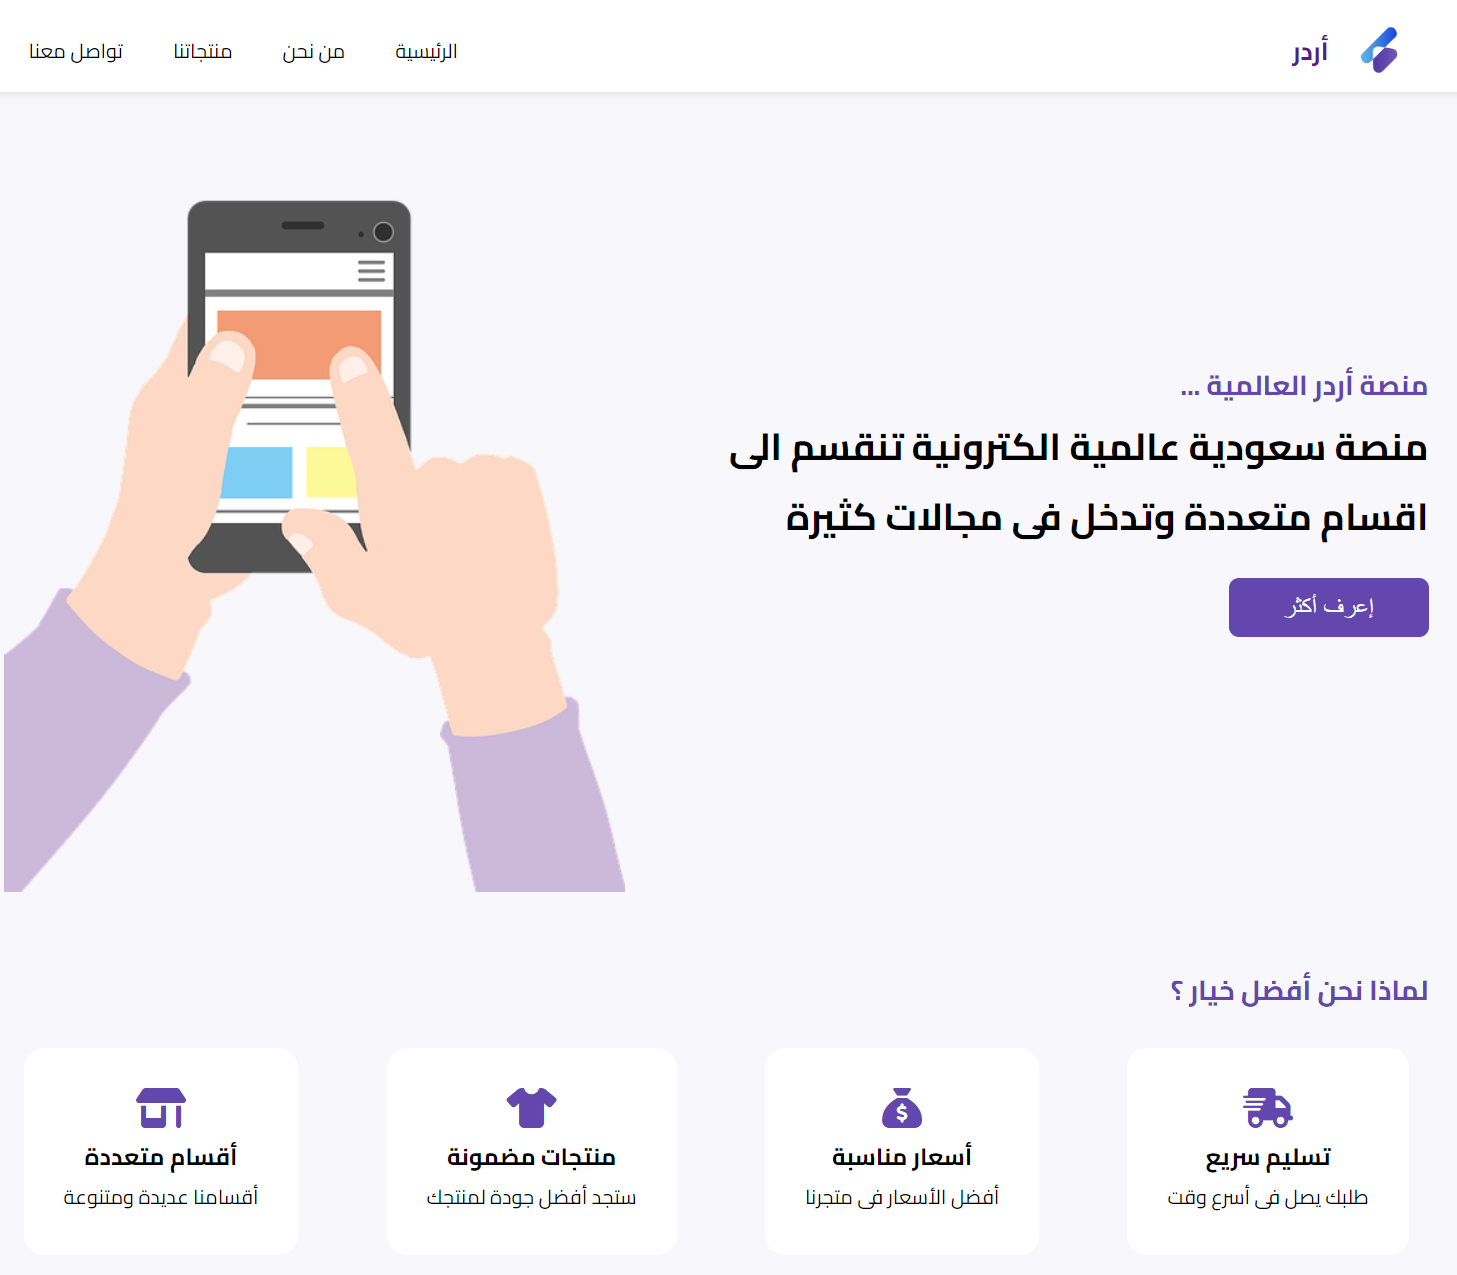 أردر
الرئيسية
من نحن
منتجاتنا
تواصل معنا
منصة أردر العالمية ...
منصة سعودية عالمية الكترونية تنقسم الى
اقسام متعددة وتدخل فى مجالات كثيرة
إعرف أكثر
لماذا نحن أفضل خيار ؟
تسليم سريع
طلبك يصل فى أسرع وقت
أسعار مناسبة
أفضل الأسعار فى متجرنا
منتجات مضمونة
ستجد أفضل جودة لمنتجك
أقسام متعددة
أقسامنا عديدة ومتنوعة